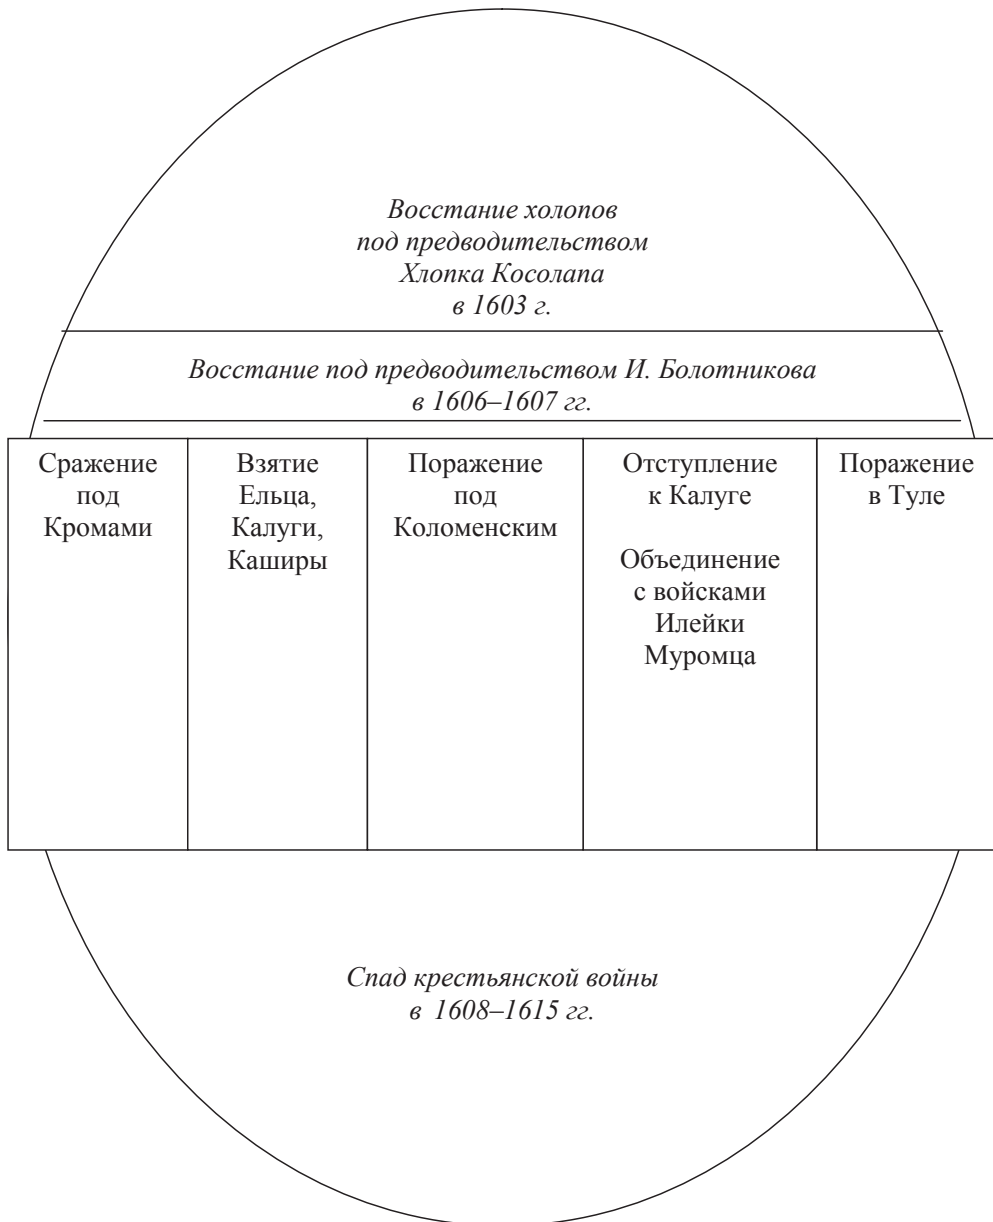 Восстание холопов
под предводительством
Хлопка Косолапа
в 1603 г.
Восстание под предводительством И. Болотникова
в 1606–1607 гг.
Сражение
под
Кромами
Взятие
Ельца,
Калуги,
Каширы
Поражение
под
Коломенским
Отступление
к Калуге
Объединение
с войсками
Илейки
Муромца
Поражение
в Туле
Спад крестьянской войны
в 1608–1615 гг.